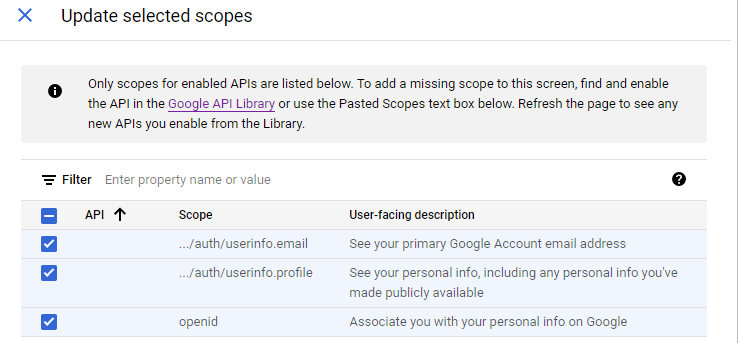 Update selected scopes
Only scopes for enabled APIs are listed below. To add a missing scope to this screen, find and enable
the API in the Google API Library or use the Pasted Scopes text box below. Refresh the page to see any
new APIs you enable from the Library.
Filter Enter property name or value
API Scope User-facing description
.../auth/userinfo.email See your primary Google Account email address
.../auth/userinfo.profile See your personal info, including any personal info you've
made publicly available
openid Associate you with your personal info on Google